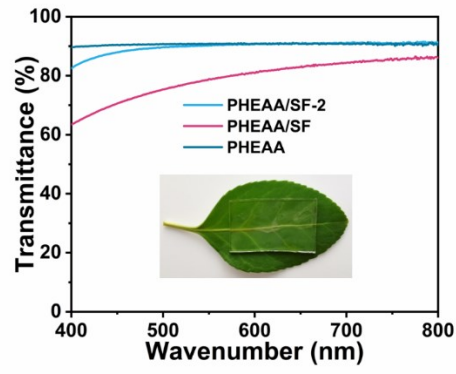 100
80
60
40
20
0
Transmittance (%)
PHEAA/SF-2
PHEAA/SF
PHEAA
400 500 600 700 800
Wavenumber (nm)